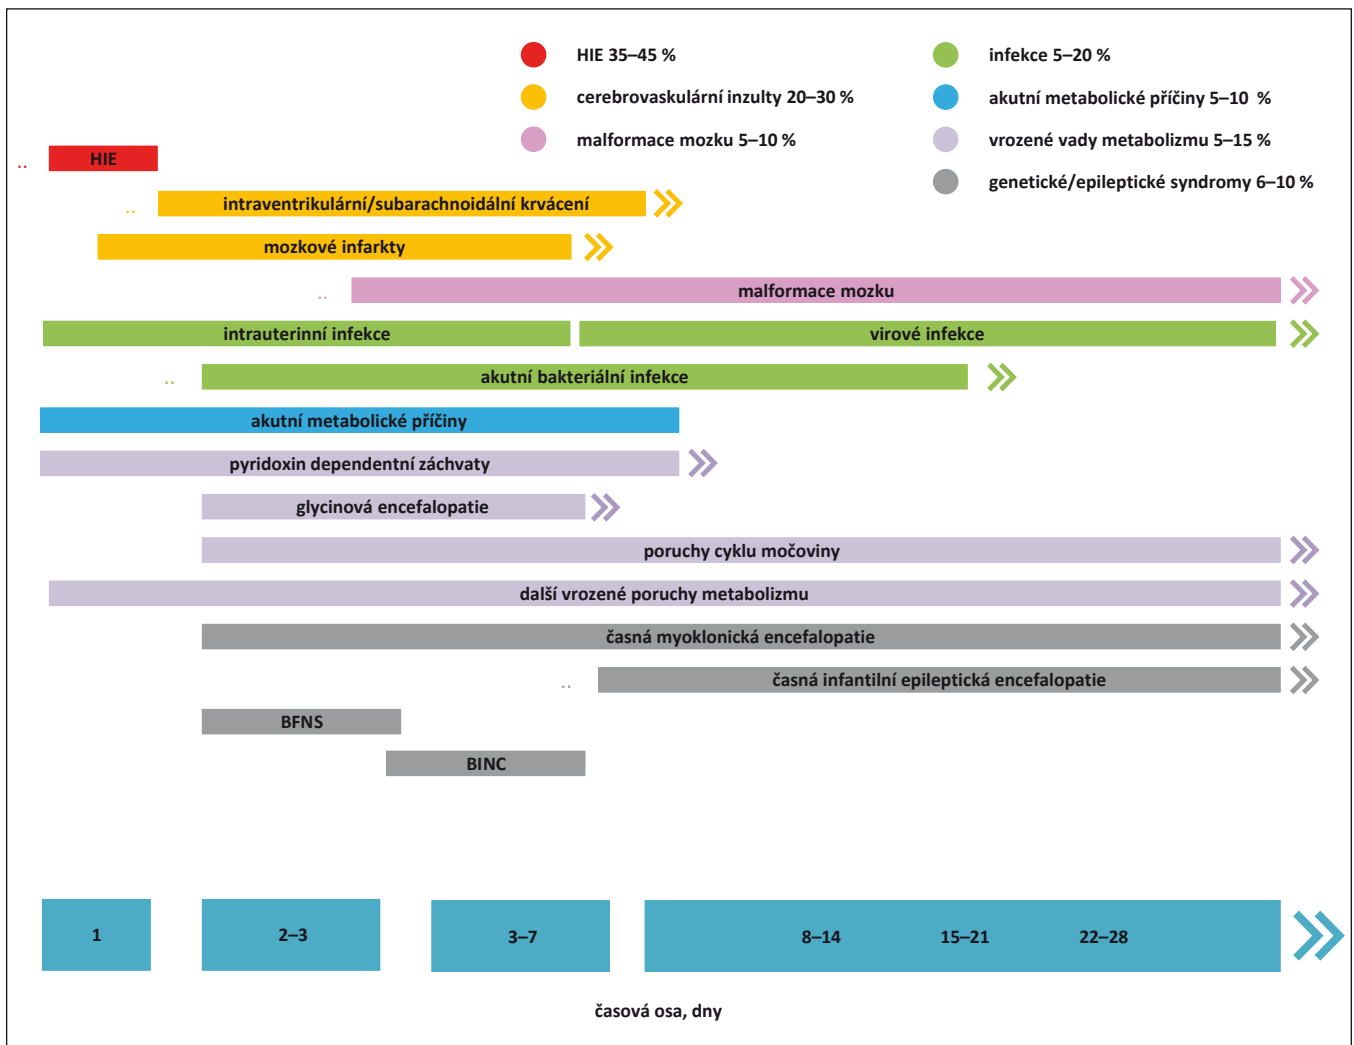 HIE 35–45 %
cerebrovaskulární inzulty 20–30 %
malformace mozku 5–10 %
infekce 5–20 %
akutní metabolické příčiny 5–10 %
vrozené vady metabolizmu 5–15 %
genetické/epileptické syndromy 6–10 %
HIE
intraventrikulární/subarachnoidální krvácení
mozkové infarkty
malformace mozku
intrauterinní infekce
virové infekce
akutní bakteriální infekce
akutní metabolické příčiny
pyridoxin dependentní záchvaty
glycinová encefalopatie
poruchy cyklu močoviny
další vrozené poruchy metabolizmu
časná myoklonická encefalopatie
časná infantilní epileptická encefalopatie
BFNS
BINC
1
2–3
3–7
8–14
15–21
22–28
časová osa, dny